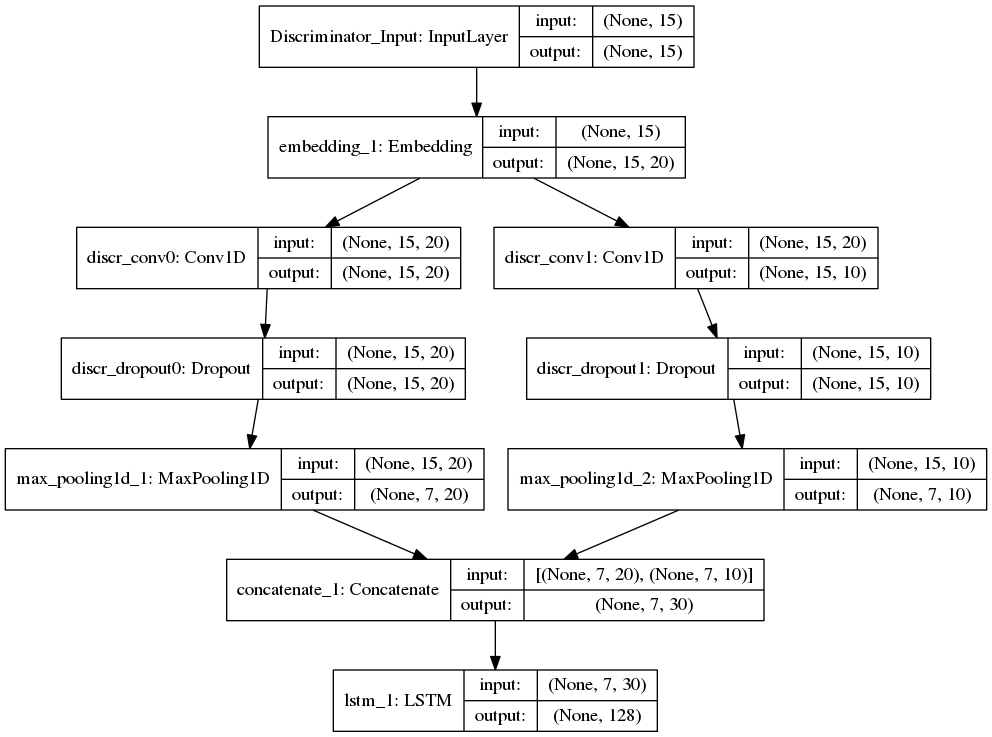 Discriminator_Input: InputLayer
input: (None, 15)
output: (None, 15)
embedding_1: Embedding
input: (None, 15)
output: (None, 15, 20)
discr_conv0: Conv1D
input: (None, 15, 20)
output: (None, 15, 20)
discr_conv1: Conv1D
input: (None, 15, 20)
output: (None, 15, 10)
discr_dropout0: Dropout
input: (None, 15, 20)
output: (None, 15, 20)
discr_dropout1: Dropout
input: (None, 15, 10)
output: (None, 15, 10)
max_pooling1d_1: MaxPooling1D
input: (None, 15, 20)
output: (None, 7, 20)
max_pooling1d_2: MaxPooling1D
input: (None, 15, 10)
output: (None, 7, 10)
concatenate_1: Concatenate
input: [(None, 7, 20), (None, 7, 10)]
output: (None, 7, 30)
lstm_1: LSTM
input: (None, 7, 30)
output: (None, 128)